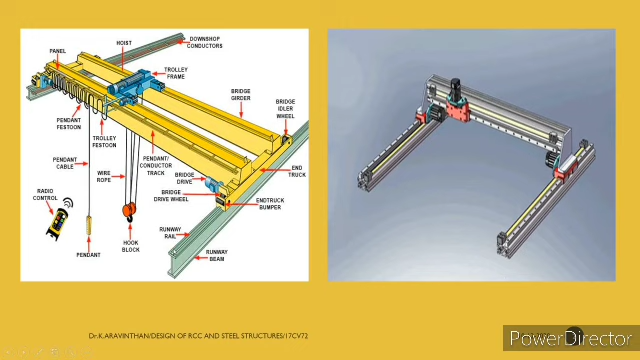 DOWNSHOP
CONDUCTORS
HOIST
PANEL
TROLLEY
FRAME
BRIDGE
GIRDER
BRIDGE
IDLER
WHEEL
PENDANT
FESTOON
TROLLEY
FESTOON
PENDANT/
CONDUCTOR
TRACK
PENDANT
CABLE
WIRE
ROPE
BRIDGE
DRIVE
END
TRUCK
RADIO
CONTROL
BRIDGE
DRIVE WHEEL
ENDTRUCK
BUMPER
RUNWAY
RAIL
HOOK
BLOCK
PENDANT
RUNWAY
BEAM
Dr.K.ARAVINTHAN/DESIGN OF RCC AND STEEL STRUCTURES/17CV72
PowerDirector